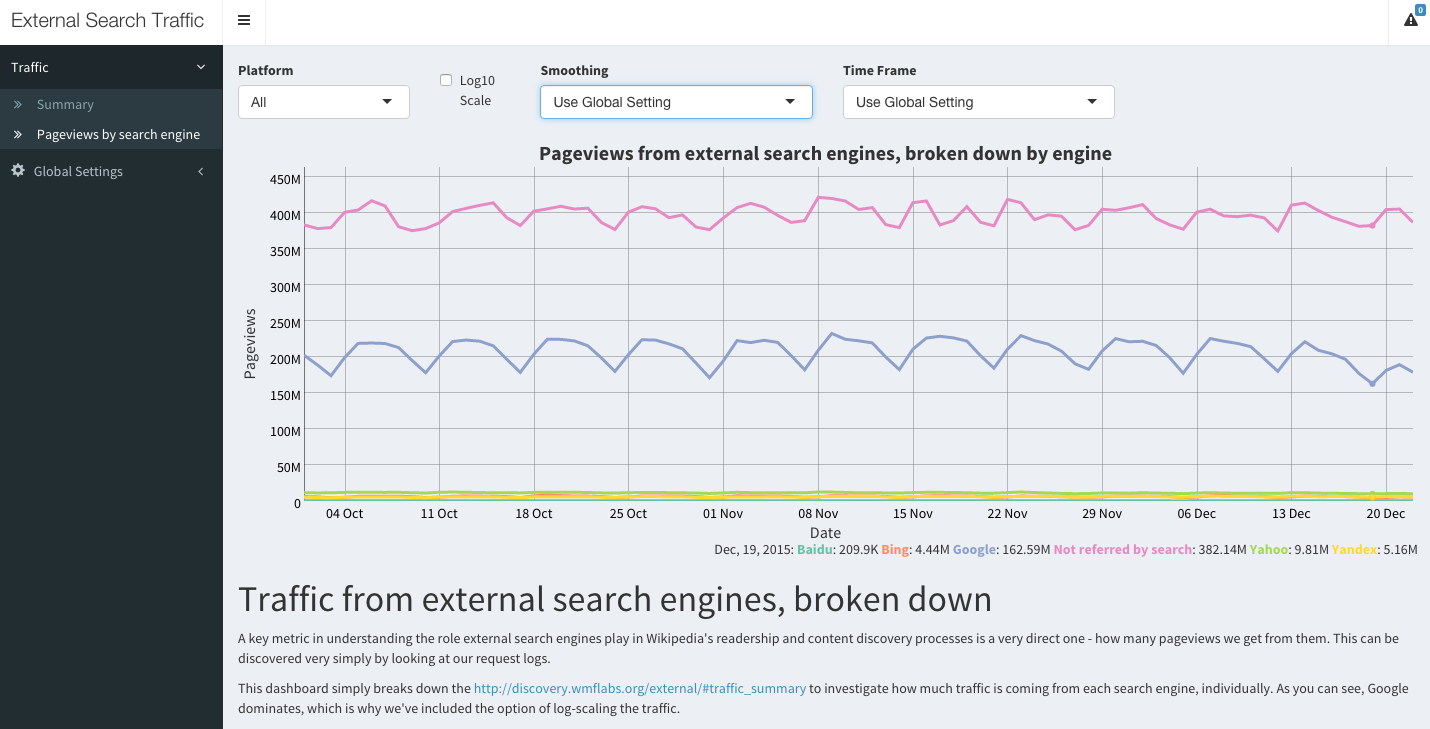 External Search Traffic
0
Traffic
Summary
Pageviews by search engine
Global Settings
Platform
All
Log10
Scale
Smoothing
Use Global Setting
Time Frame
Use Global Setting
Pageviews from external search engines, broken down by engine
Pageviews
450M
400M
350M
300M
250M
200M
150M
100M
50M
0
04 Oct 11 Oct 18 Oct 25 Oct 01 Nov 08 Nov 15 Nov 22 Nov 29 Nov 06 Dec 13 Dec 20 Dec
Date
Dec, 19, 2015: Baidu: 209.9K Bing: 4.44M Google: 162.59M Not referred by search: 382.14M Yahoo: 9.81M Yandex: 5.16M
Traffic from external search engines, broken down
A key metric in understanding the role external search engines play in Wikipedia's readership and content discovery processes is a very direct one - how many pageviews we get from them. This can be
discovered very simply by looking at our request logs.
This dashboard simply breaks down the http://discovery.wmflabs.org/external/#traffic_summary to investigate how much traffic is coming from each search engine, individually. As you can see, Google
dominates, which is why we've included the option of log-scaling the traffic.